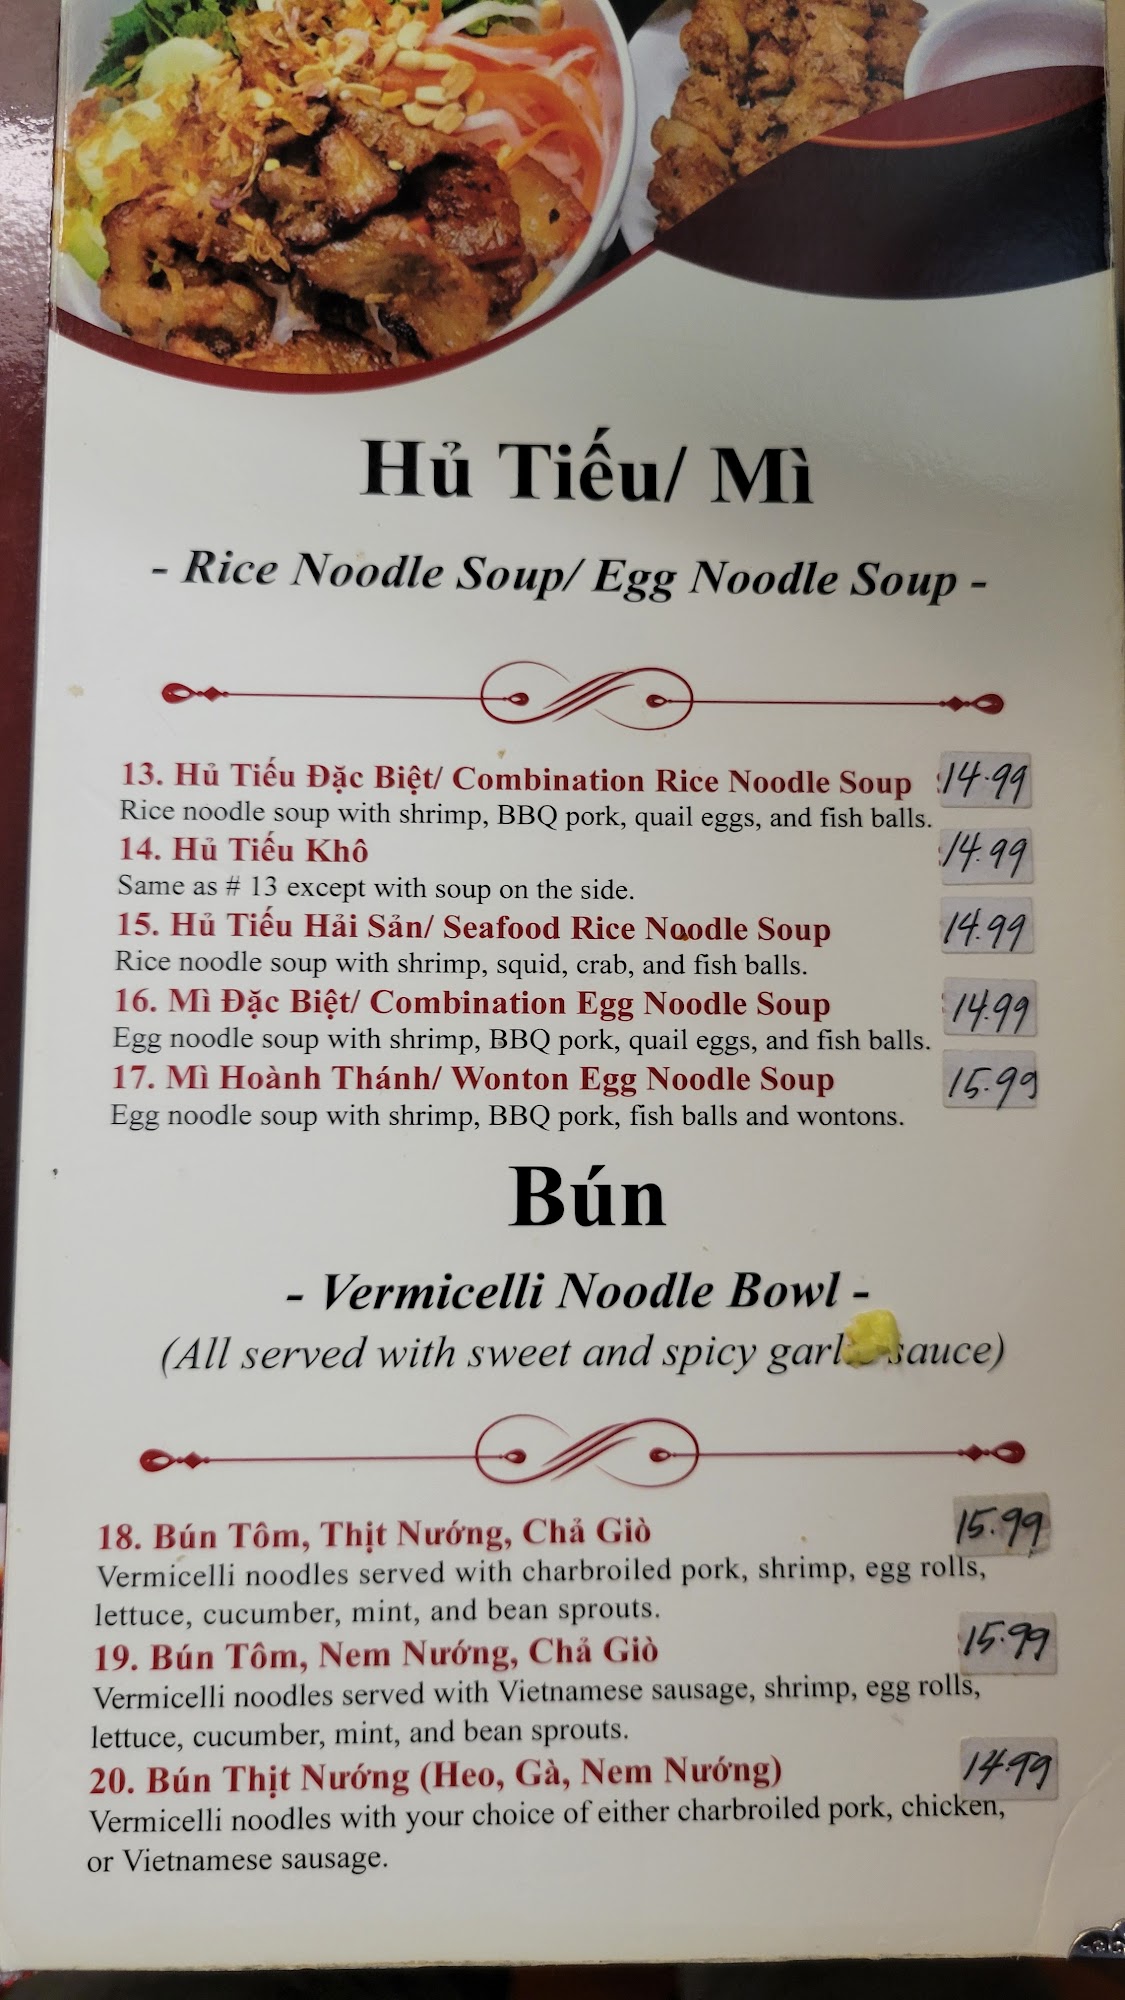 Hủ Tiếu/ Mì
- Rice Noodle Soup/ Egg Noodle Soup -
13. Hủ Tiếu Đặc Biệt/ Combination Rice Noodle Soup 14.99
Rice noodle soup with shrimp, BBQ pork, quail eggs, and fish balls.
14. Hủ Tiếu Khô 14.99
Same as # 13 except with soup on the side.
15. Hủ Tiếu Hải Sản/ Seafood Rice Noodle Soup 14.99
Rice noodle soup with shrimp, squid, crab, and fish balls.
16. Mì Đặc Biệt/ Combination Egg Noodle Soup 14.99
Egg noodle soup with shrimp, BBQ pork, quail eggs, and fish balls.
17. Mì Hoành Thánh/ Wonton Egg Noodle Soup 15.99
Egg noodle soup with shrimp, BBQ pork, fish balls and wontons.
Bún
- Vermicelli Noodle Bowl -
(All served with sweet and spicy garlic sauce)
18. Bún Tôm, Thịt Nướng, Chả Giò 15.99
Vermicelli noodles served with charbroiled pork, shrimp, egg rolls,
lettuce, cucumber, mint, and bean sprouts.
19. Bún Tôm, Nem Nướng, Chả Giò 15.99
Vermicelli noodles served with Vietnamese sausage, shrimp, egg rolls,
lettuce, cucumber, mint, and bean sprouts.
20. Bún Thịt Nướng (Heo, Gà, Nem Nướng) 14.99
Vermicelli noodles with your choice of either charbroiled pork, chicken,
or Vietnamese sausage.